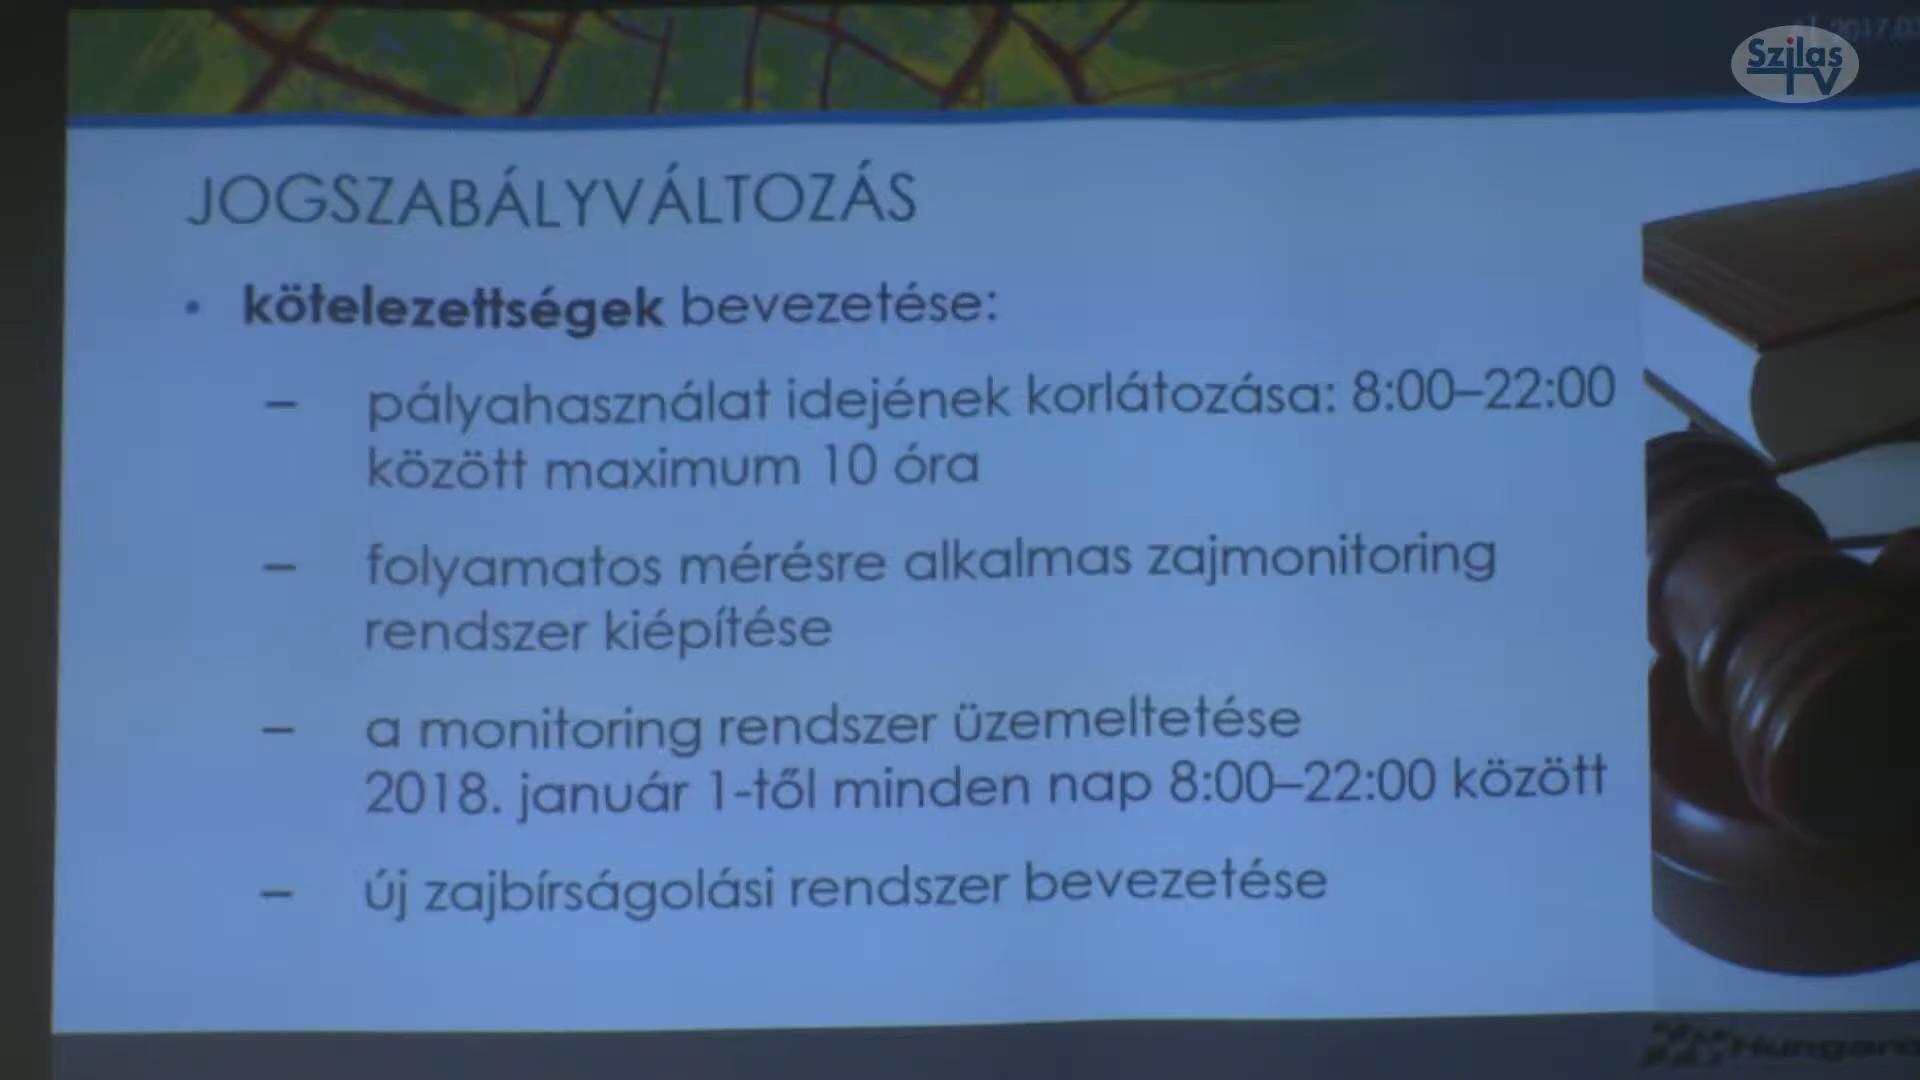 Szilas
TV
JOGSZABÁLYVÁLTOZÁS
• kötelezettségek bevezetése:
– pályahasználat idejének korlátozása: 8:00–22:00
között maximum 10 óra
– folyamatos mérésre alkalmas zajmonitoring
rendszer kiépítése
– a monitoring rendszer üzemeltetése
2018. január 1-től minden nap 8:00–22:00 között
– új zajbírságolási rendszer bevezetése